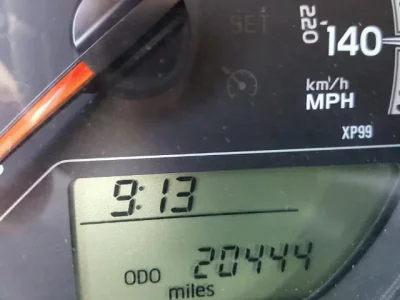 SET
220
140
km/h
MPH
XP99
9:13
ODO 20444
miles